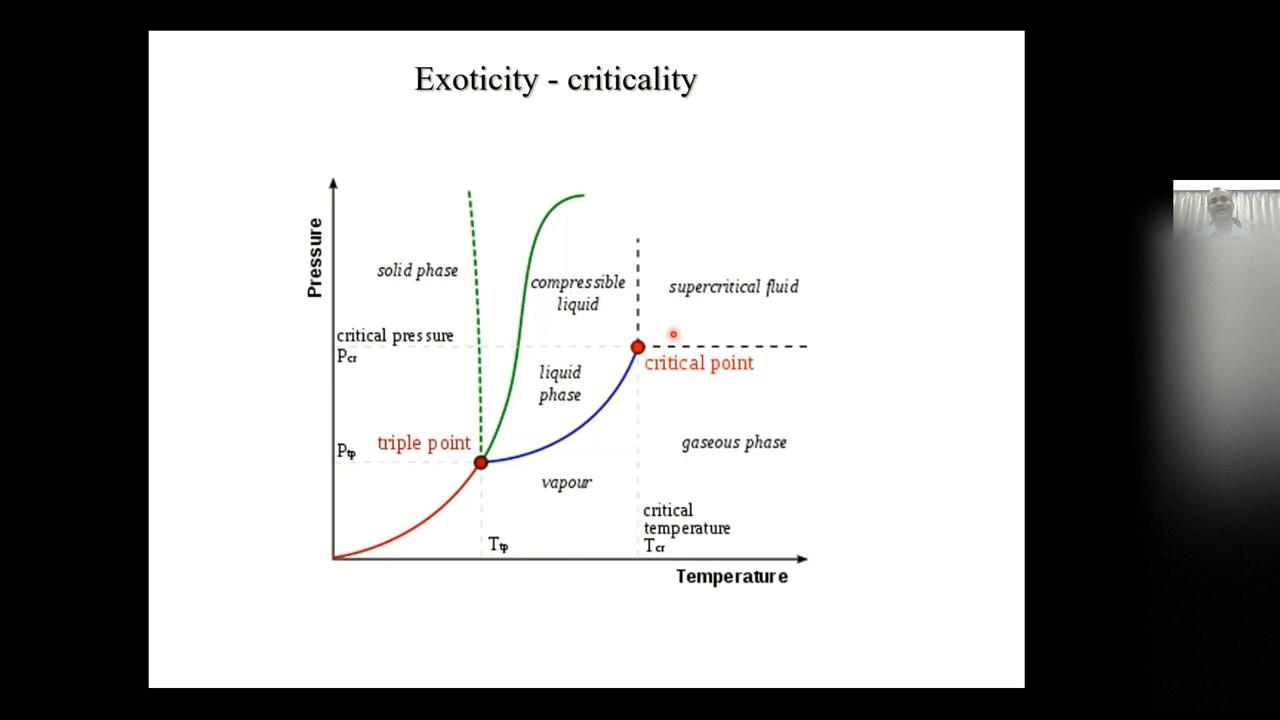 Exoticity - criticality
Pressure
solid phase
compressible
liquid
supercritical fluid
critical pressure
Pcr
critical point
liquid
phase
triple point
gaseous phase
Ptp
vapour
critical
temperature
Tcr
Ttp
Temperature